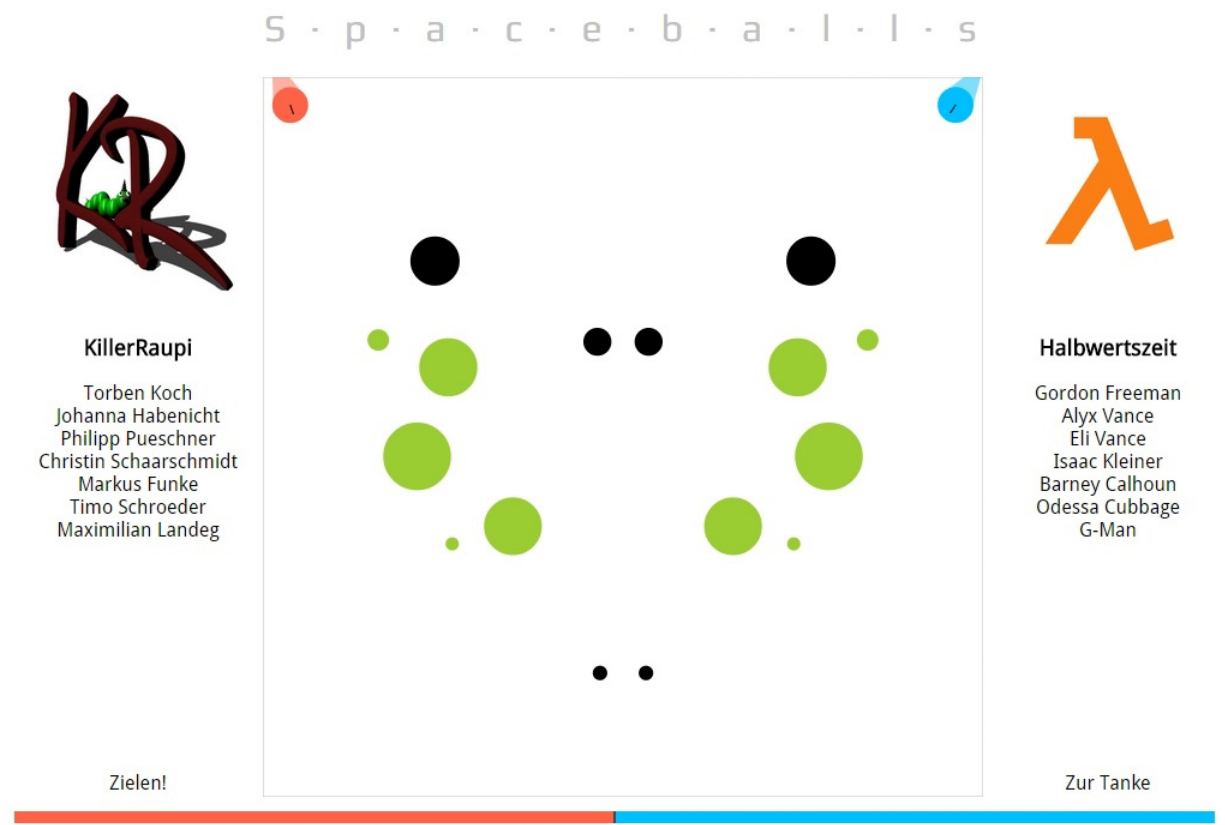 S · p · a · c · e · b · a · l · l · s
KR
KillerRaupi
Torben Koch
Johanna Habenicht
Philipp Pueschner
Christin Schaarschmidt
Markus Funke
Timo Schroeder
Maximilian Landeg
Zielen!
λ
Halbwertszeit
Gordon Freeman
Alyx Vance
Eli Vance
Isaac Kleiner
Barney Calhoun
Odessa Cubbage
G-Man
Zur Tanke